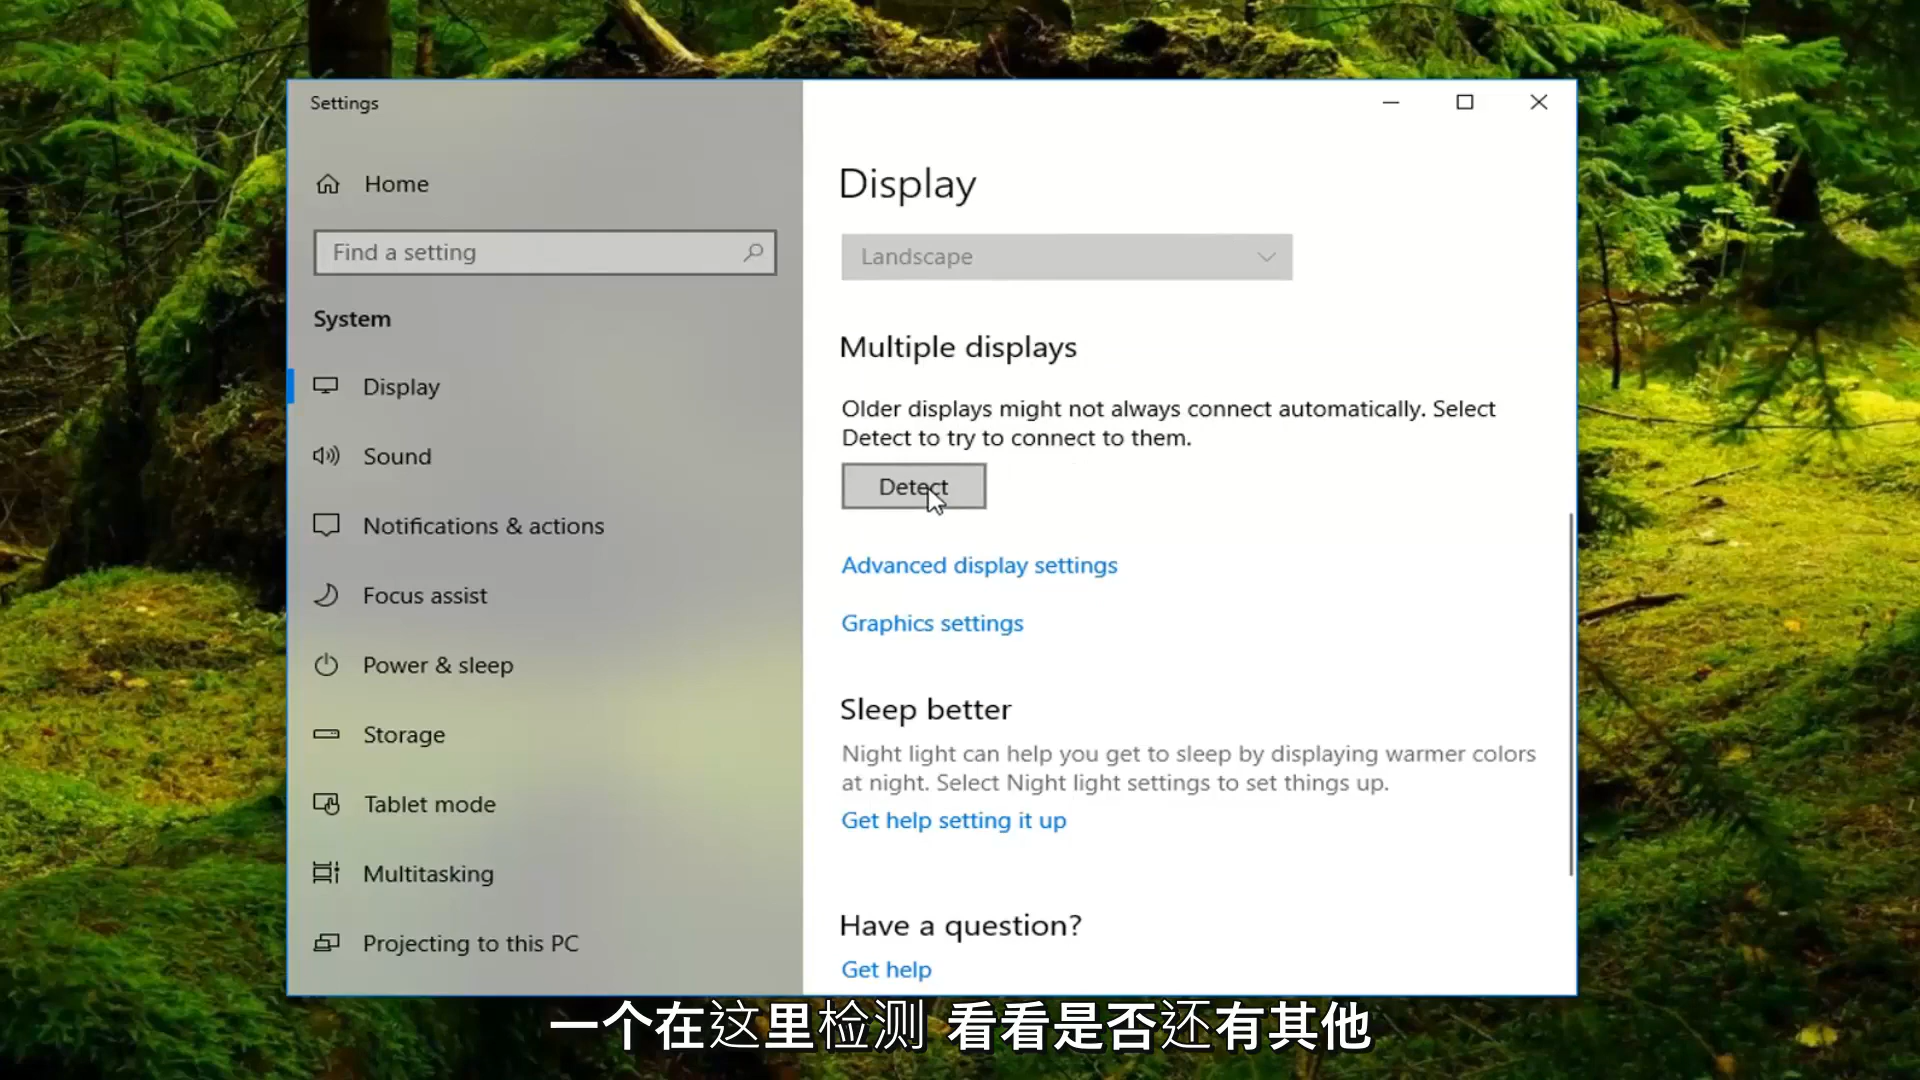 Settings
Home
Find a setting
System
Display
Sound
Notifications & actions
Focus assist
Power & sleep
Storage
Tablet mode
Multitasking
Projecting to this PC
Display
Landscape
Multiple displays
Older displays might not always connect automatically. Select
Detect to try to connect to them.
Detect
Advanced display settings
Graphics settings
Sleep better
Night light can help you get to sleep by displaying warmer colors
at night. Select Night light settings to set things up.
Get help setting it up
Have a question?
Get help
一个在这里检测 看看是否还有其他